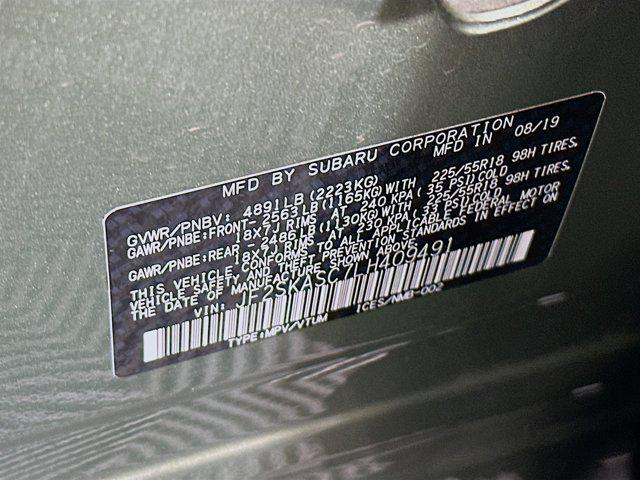 MFD BY SUBARU CORPORATION
MFD IN 08/19
GVWR/PNBV: 4891LB (2223KG)
GAWR/PNBE:FRONT- 2563LB(1165KG)WITH 225/55R18 98H TIRES,
18X7J RIMS AT 240 KPA (35 PSI)COLD
GAWR/PNBE:REAR -2486LB(1130KG)WITH 225/55R18 98H TIRES,
18X7J RIMS AT 230 KPA( PSI)COLD
THIS VEHICLE CONFORMS TO ALL APPLICABLE FEDERAL MOTOR
VEHICLE SAFETY AND THEFT PREVENTION STANDARDS IN EFFECT ON
THE DATE OF MANUFACTURE SHOWN ABOVE.
VIN: JF2SKASC7LH409491
TYPE:MPV/VTUM ICES/NMB-002